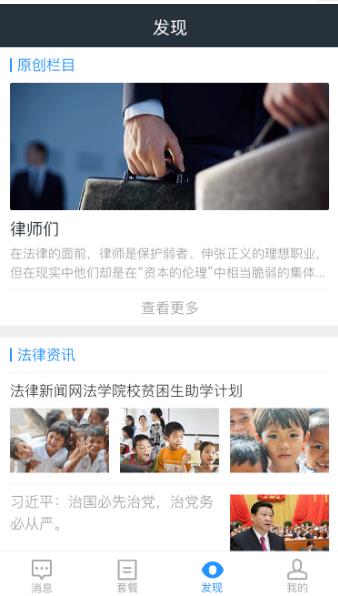 发现
原创栏目
律师们
在法律的面前，律师是保护弱者、伸张正义的理想职业，
但在现实中他们却是在“资本的伦理”中相当脆弱的集体...
查看更多
法律资讯
法律新闻网法学院校贫困生助学计划
习近平：治国必先治党，治党务
必从严。
消息
套餐
发现
我的